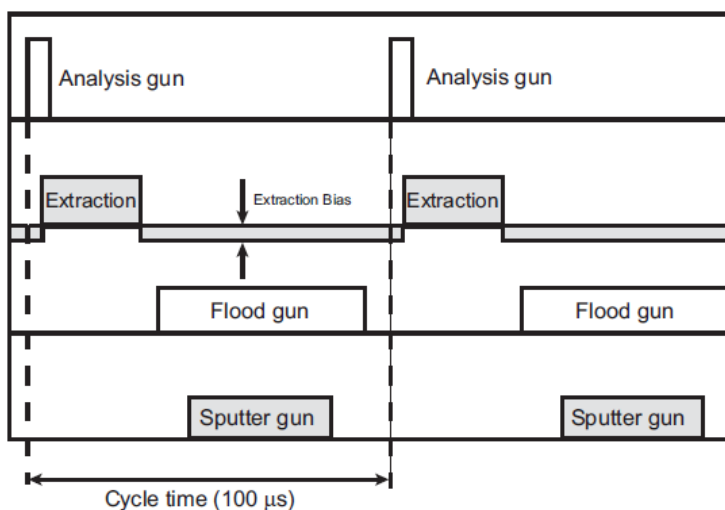 Analysis gun
Analysis gun
Extraction
Extraction Bias
Extraction
Flood gun
Flood gun
Sputter gun
Sputter gun
Cycle time (100 μs)